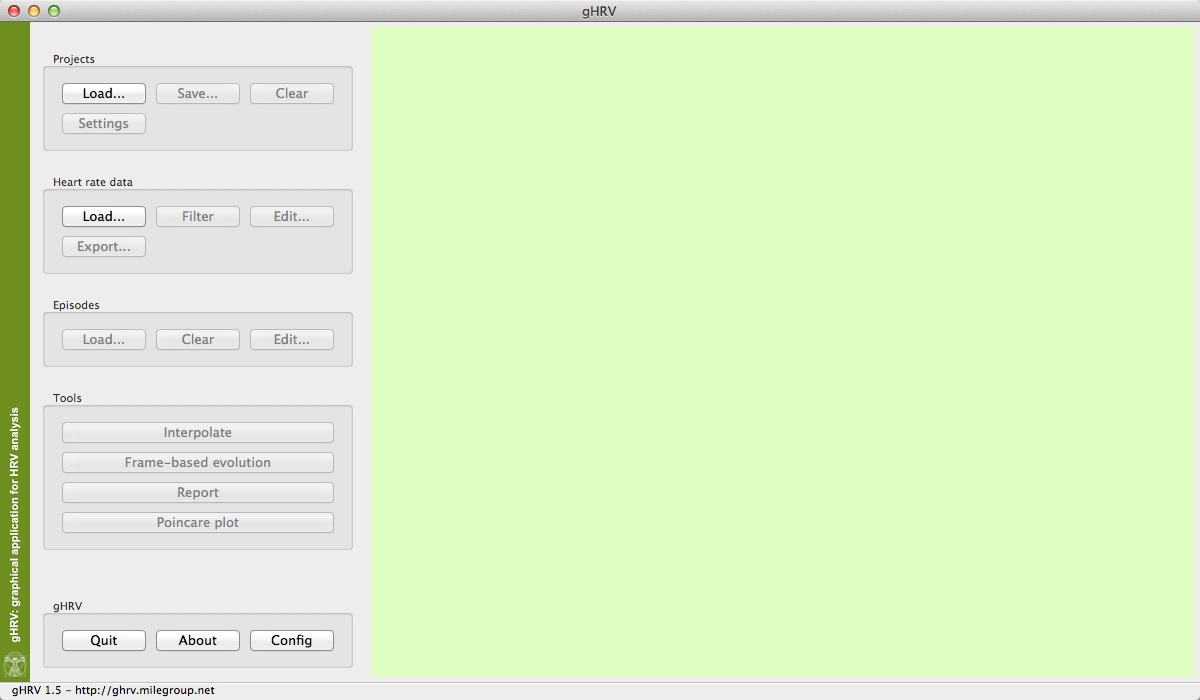 gHRV
Projects
Load... Save... Clear
Settings
Heart rate data
Load... Filter Edit...
Export...
Episodes
Load... Clear Edit...
Tools
Interpolate
Frame-based evolution
Report
Poincare plot
gHRV
Quit About Config
gHRV: graphical application for HRV analysis
gHRV 1.5 - http://ghrv.milegroup.net